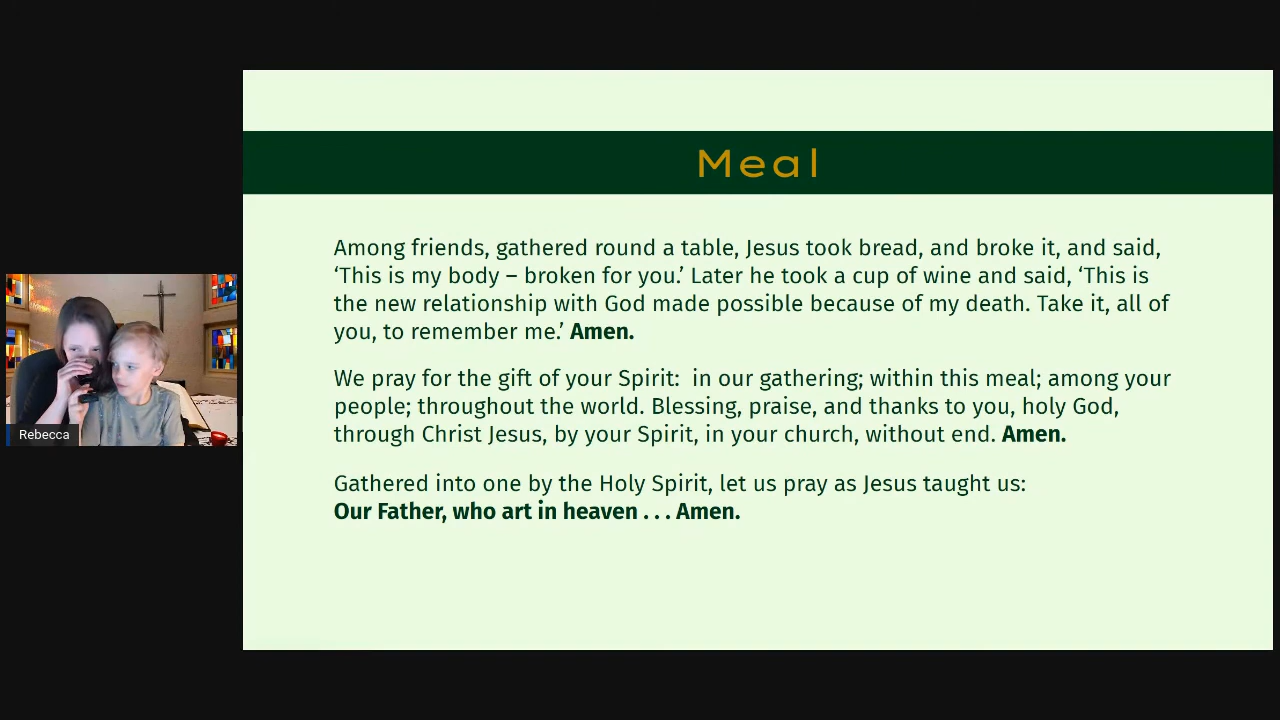 Meal
Among friends, gathered round a table, Jesus took bread, and broke it, and said,
‘This is my body – broken for you.’ Later he took a cup of wine and said, ‘This is
the new relationship with God made possible because of my death. Take it, all of
you, to remember me.’ Amen.
We pray for the gift of your Spirit:  in our gathering; within this meal; among your
people; throughout the world. Blessing, praise, and thanks to you, holy God,
through Christ Jesus, by your Spirit, in your church, without end. Amen.
Gathered into one by the Holy Spirit, let us pray as Jesus taught us:
Our Father, who art in heaven . . . Amen.
Rebecca